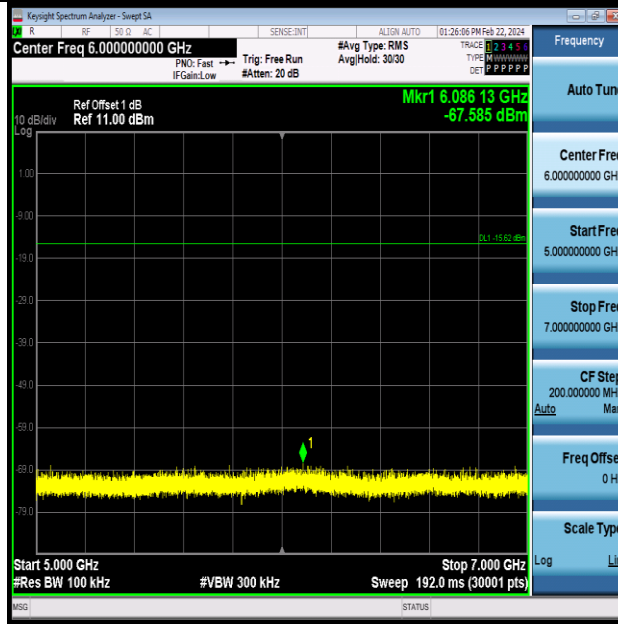 Keysight Spectrum Analyzer - Swept SA
R RF 50 Ω AC SENSE:INT ALIGN AUTO 01:26:06 PM Feb 22, 2024
Center Freq 6.000000000 GHz
PNO: Fast
IFGain:Low
Trig: Free Run
#Atten: 20 dB
#Avg Type: RMS
Avg|Hold: 30/30
TRACE 1 2 3 4 5 6
TYPE M WWWWW
DET P P P P P P
Mkr1 6.086 13 GHz
-67.585 dBm
Ref Offset 1 dB
10 dB/div Ref 11.00 dBm
Log
1.00
-9.00
DL1 -15.62 dBm
-19.0
-29.0
-39.0
-49.0
-59.0
1
-69.0
-79.0
Start 5.000 GHz Stop 7.000 GHz
#Res BW 100 kHz #VBW 300 kHz Sweep 192.0 ms (30001 pts)
MSG STATUS
Frequency
Auto Tun
Center Fre
6.000000000 GH
Start Fre
5.000000000 GH
Stop Fre
7.000000000 GH
CF Ste
200.000000 MH
Auto Ma
Freq Offse
0 H
Scale Typ
Log Li